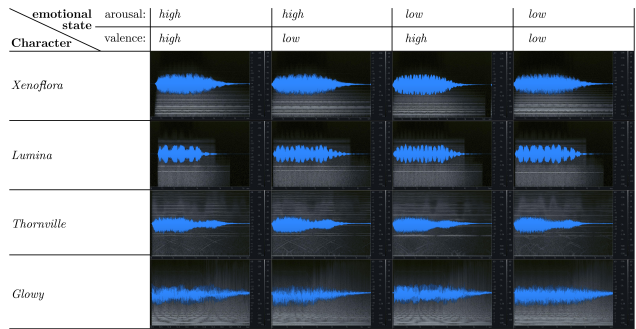 emotional state arousal: high high low low
Character valence: high low high low
Xenoflora
Lumina
Thornville
Glowy